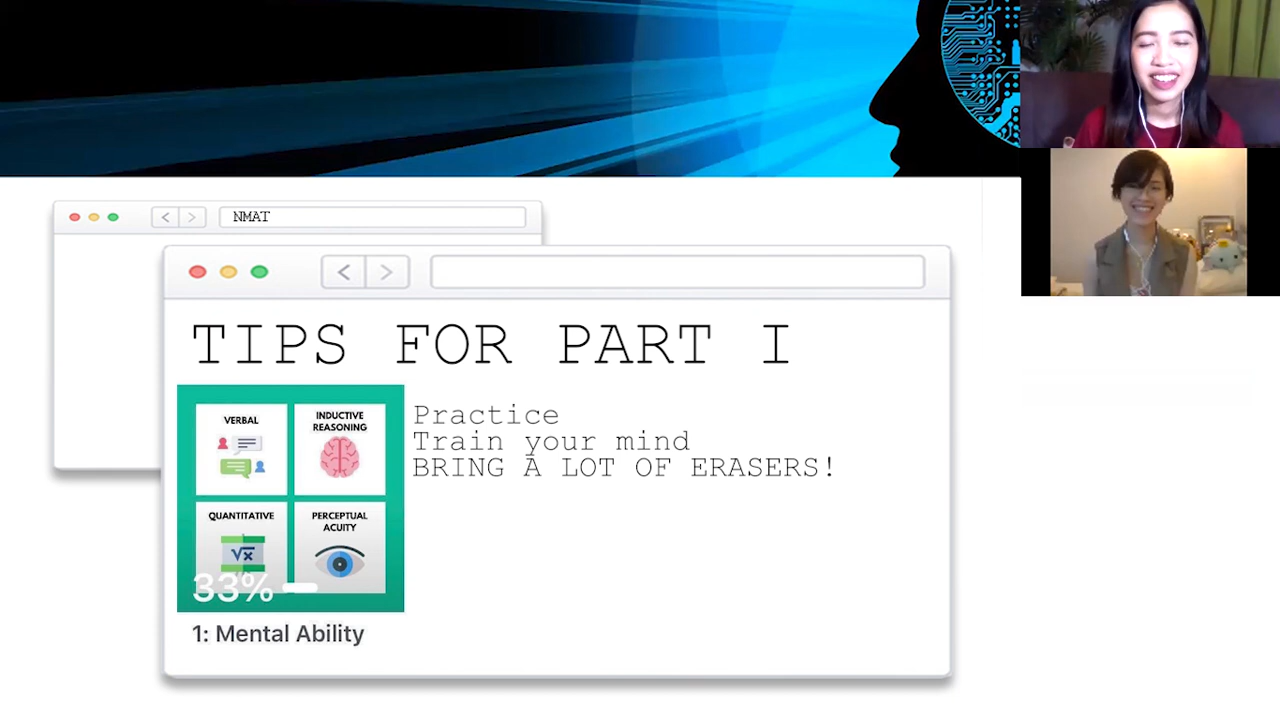 NMAT
TIPS FOR PART I
VERBAL
INDUCTIVE
REASONING
QUANTITATIVE
√x
PERCEPTUAL
ACUITY
33%
1: Mental Ability
Practice
Train your mind
BRING A LOT OF ERASERS!